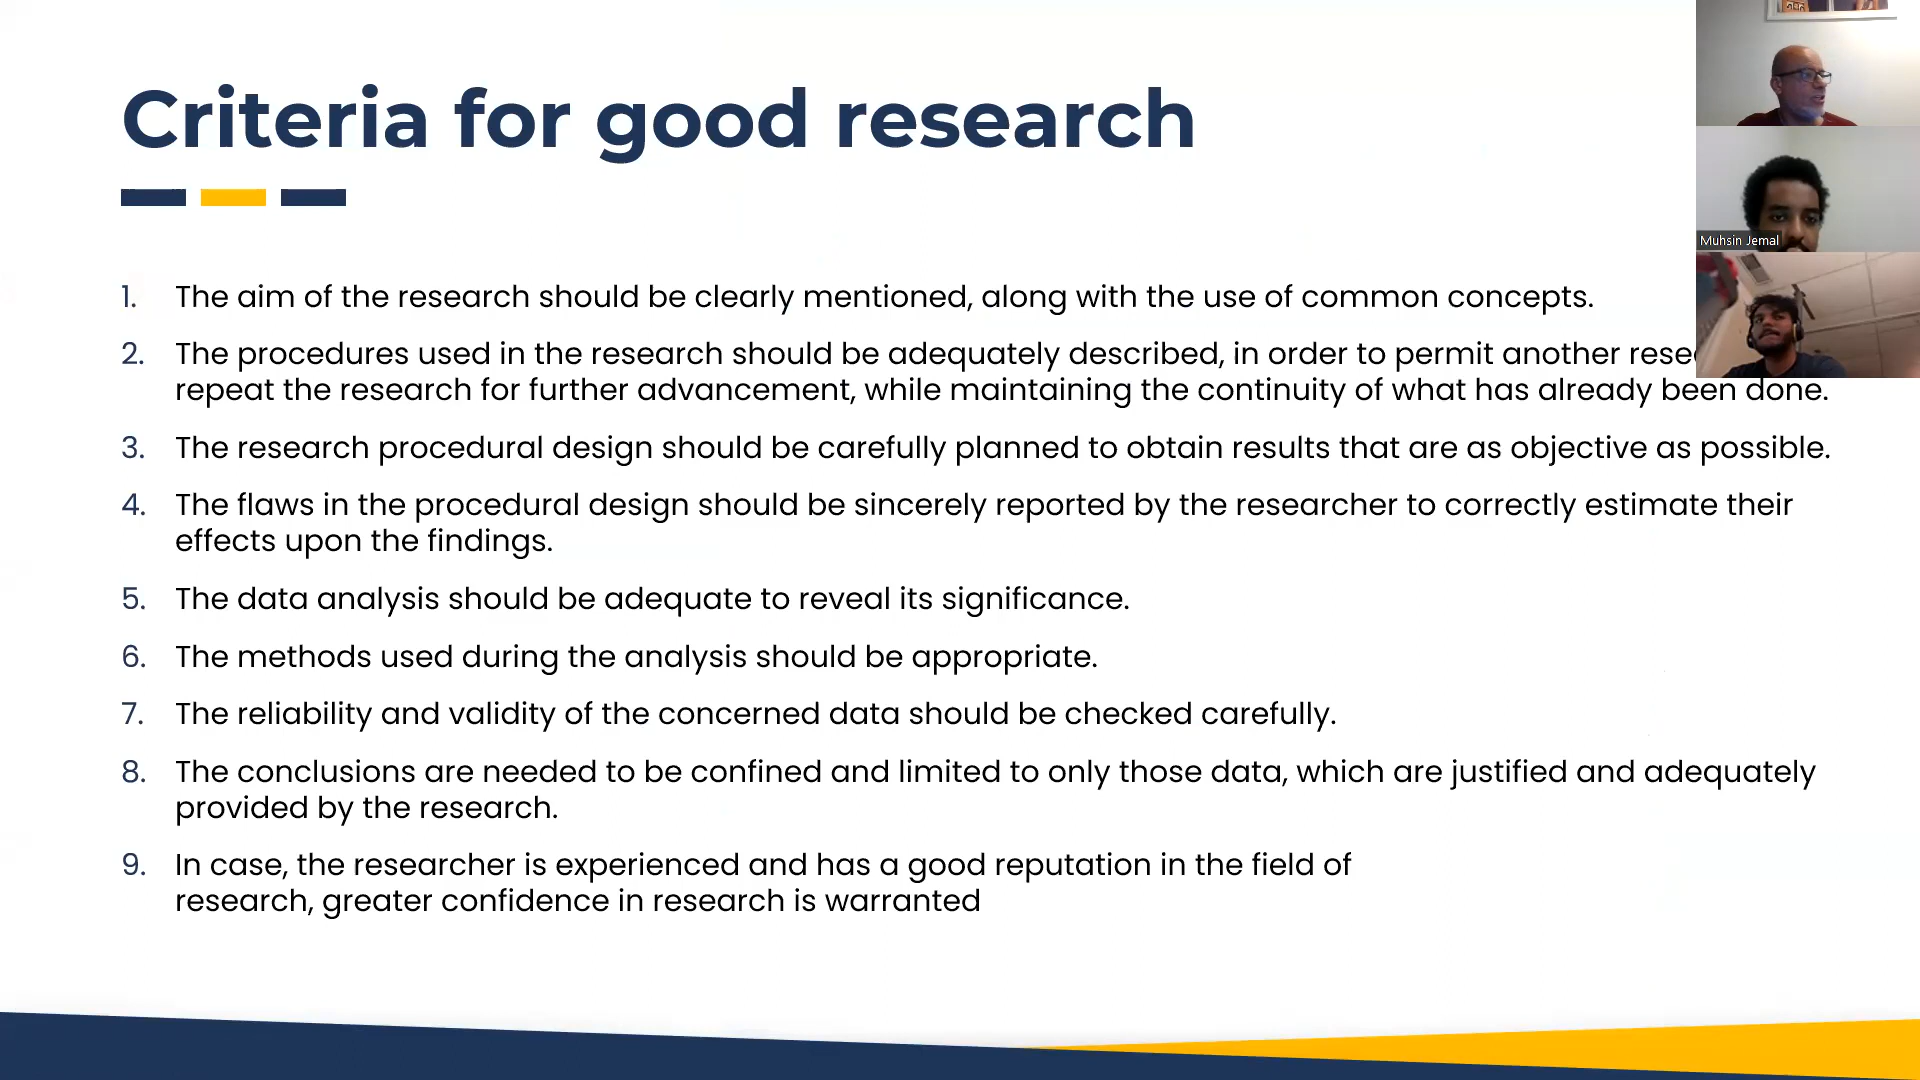 Criteria for good research
Muhsin Jemal
1. The aim of the research should be clearly mentioned, along with the use of common concepts.
2. The procedures used in the research should be adequately described, in order to permit another
repeat the research for further advancement, while maintaining the continuity of what has already been done.
3. The research procedural design should be carefully planned to obtain results that are as objective as possible.
4. The flaws in the procedural design should be sincerely reported by the researcher to correctly estimate their
effects upon the findings.
5. The data analysis should be adequate to reveal its significance.
6. The methods used during the analysis should be appropriate.
7. The reliability and validity of the concerned data should be checked carefully.
8. The conclusions are needed to be confined and limited to only those data, which are justified and adequately
provided by the research.
9. In case, the researcher is experienced and has a good reputation in the field of
research, greater confidence in research is warranted